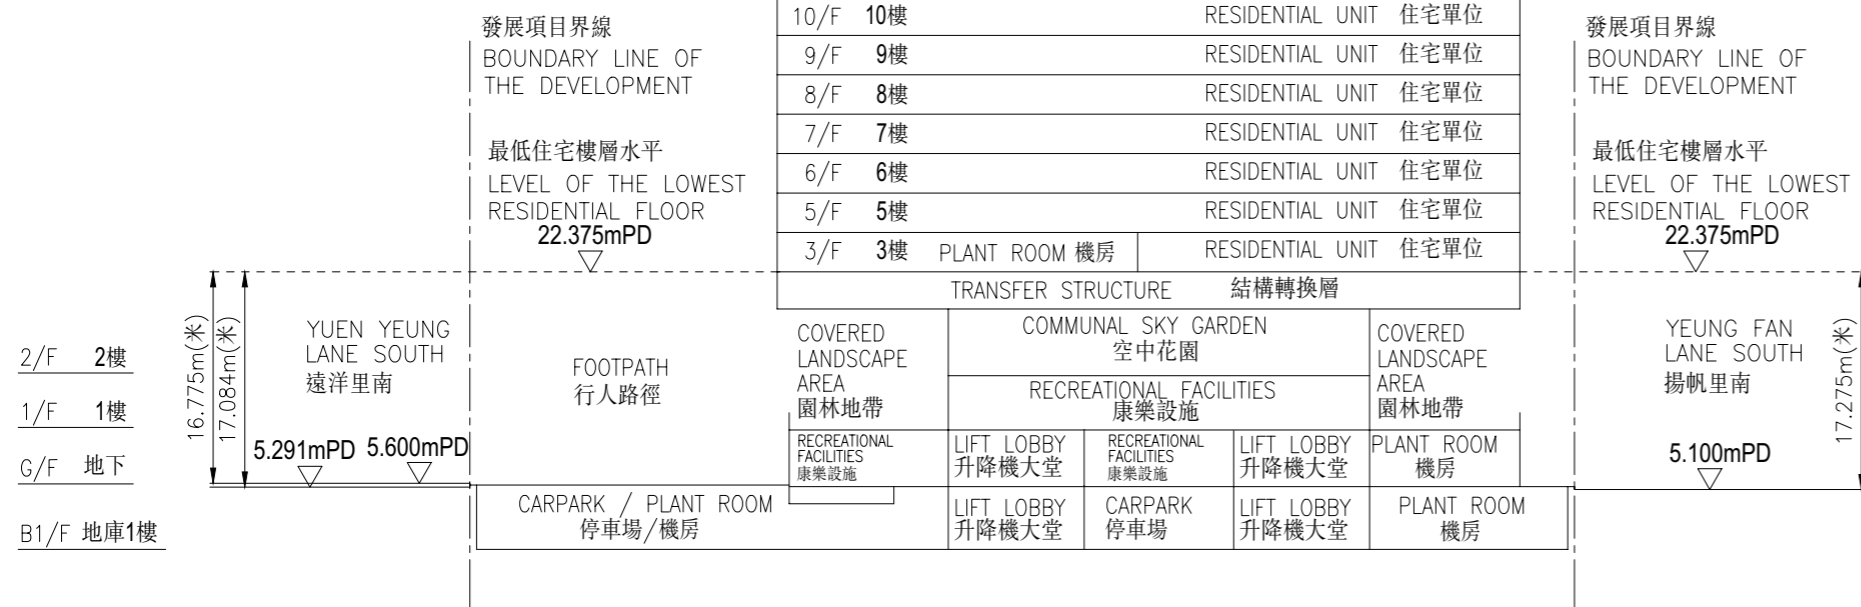 10/F 10樓 RESIDENTIAL UNIT 住宅單位
9/F 9樓 RESIDENTIAL UNIT 住宅單位
8/F 8樓 RESIDENTIAL UNIT 住宅單位
7/F 7樓 RESIDENTIAL UNIT 住宅單位
6/F 6樓 RESIDENTIAL UNIT 住宅單位
5/F 5樓 RESIDENTIAL UNIT 住宅單位
3/F 3樓 PLANT ROOM 機房 RESIDENTIAL UNIT 住宅單位
TRANSFER STRUCTURE 結構轉換層
發展項目界線
BOUNDARY LINE OF
THE DEVELOPMENT
最低住宅樓層水平
LEVEL OF THE LOWEST
RESIDENTIAL FLOOR
22.375mPD
發展項目界線
BOUNDARY LINE OF
THE DEVELOPMENT
最低住宅樓層水平
LEVEL OF THE LOWEST
RESIDENTIAL FLOOR
22.375mPD
2/F 2樓
1/F 1樓
G/F 地下
B1/F 地庫1樓
16.775m(米)
17.084m(米)
YUEN YEUNG
LANE SOUTH
遠洋里南
5.291mPD 5.600mPD
FOOTPATH
行人路徑
COVERED
LANDSCAPE
AREA
園林地帶
COMMUNAL SKY GARDEN
空中花園
RECREATIONAL FACILITIES
康樂設施
COVERED
LANDSCAPE
AREA
園林地帶
YEUNG FAN
LANE SOUTH
揚帆里南
5.100mPD
17.275m(米)
RECREATIONAL
FACILITIES
康樂設施
LIFT LOBBY
升降機大堂
RECREATIONAL
FACILITIES
康樂設施
LIFT LOBBY
升降機大堂
PLANT ROOM
機房
CARPARK / PLANT ROOM
停車場/機房
LIFT LOBBY
升降機大堂
CARPARK
停車場
LIFT LOBBY
升降機大堂
PLANT ROOM
機房